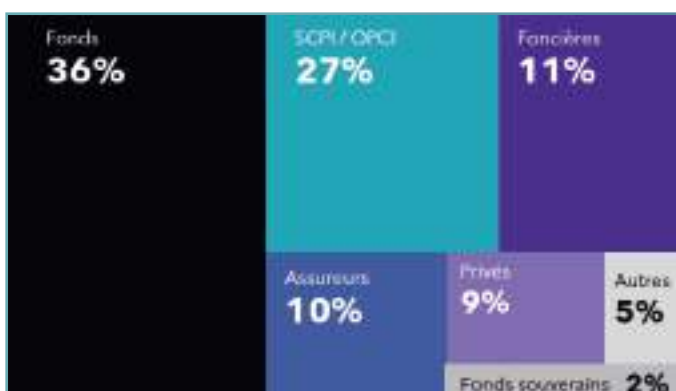 Fonds
36%
SCPI / OPCI
27%
Foncières
11%
Assureurs
10%
Privés
9%
Autres
5%
Fonds souverains 2%